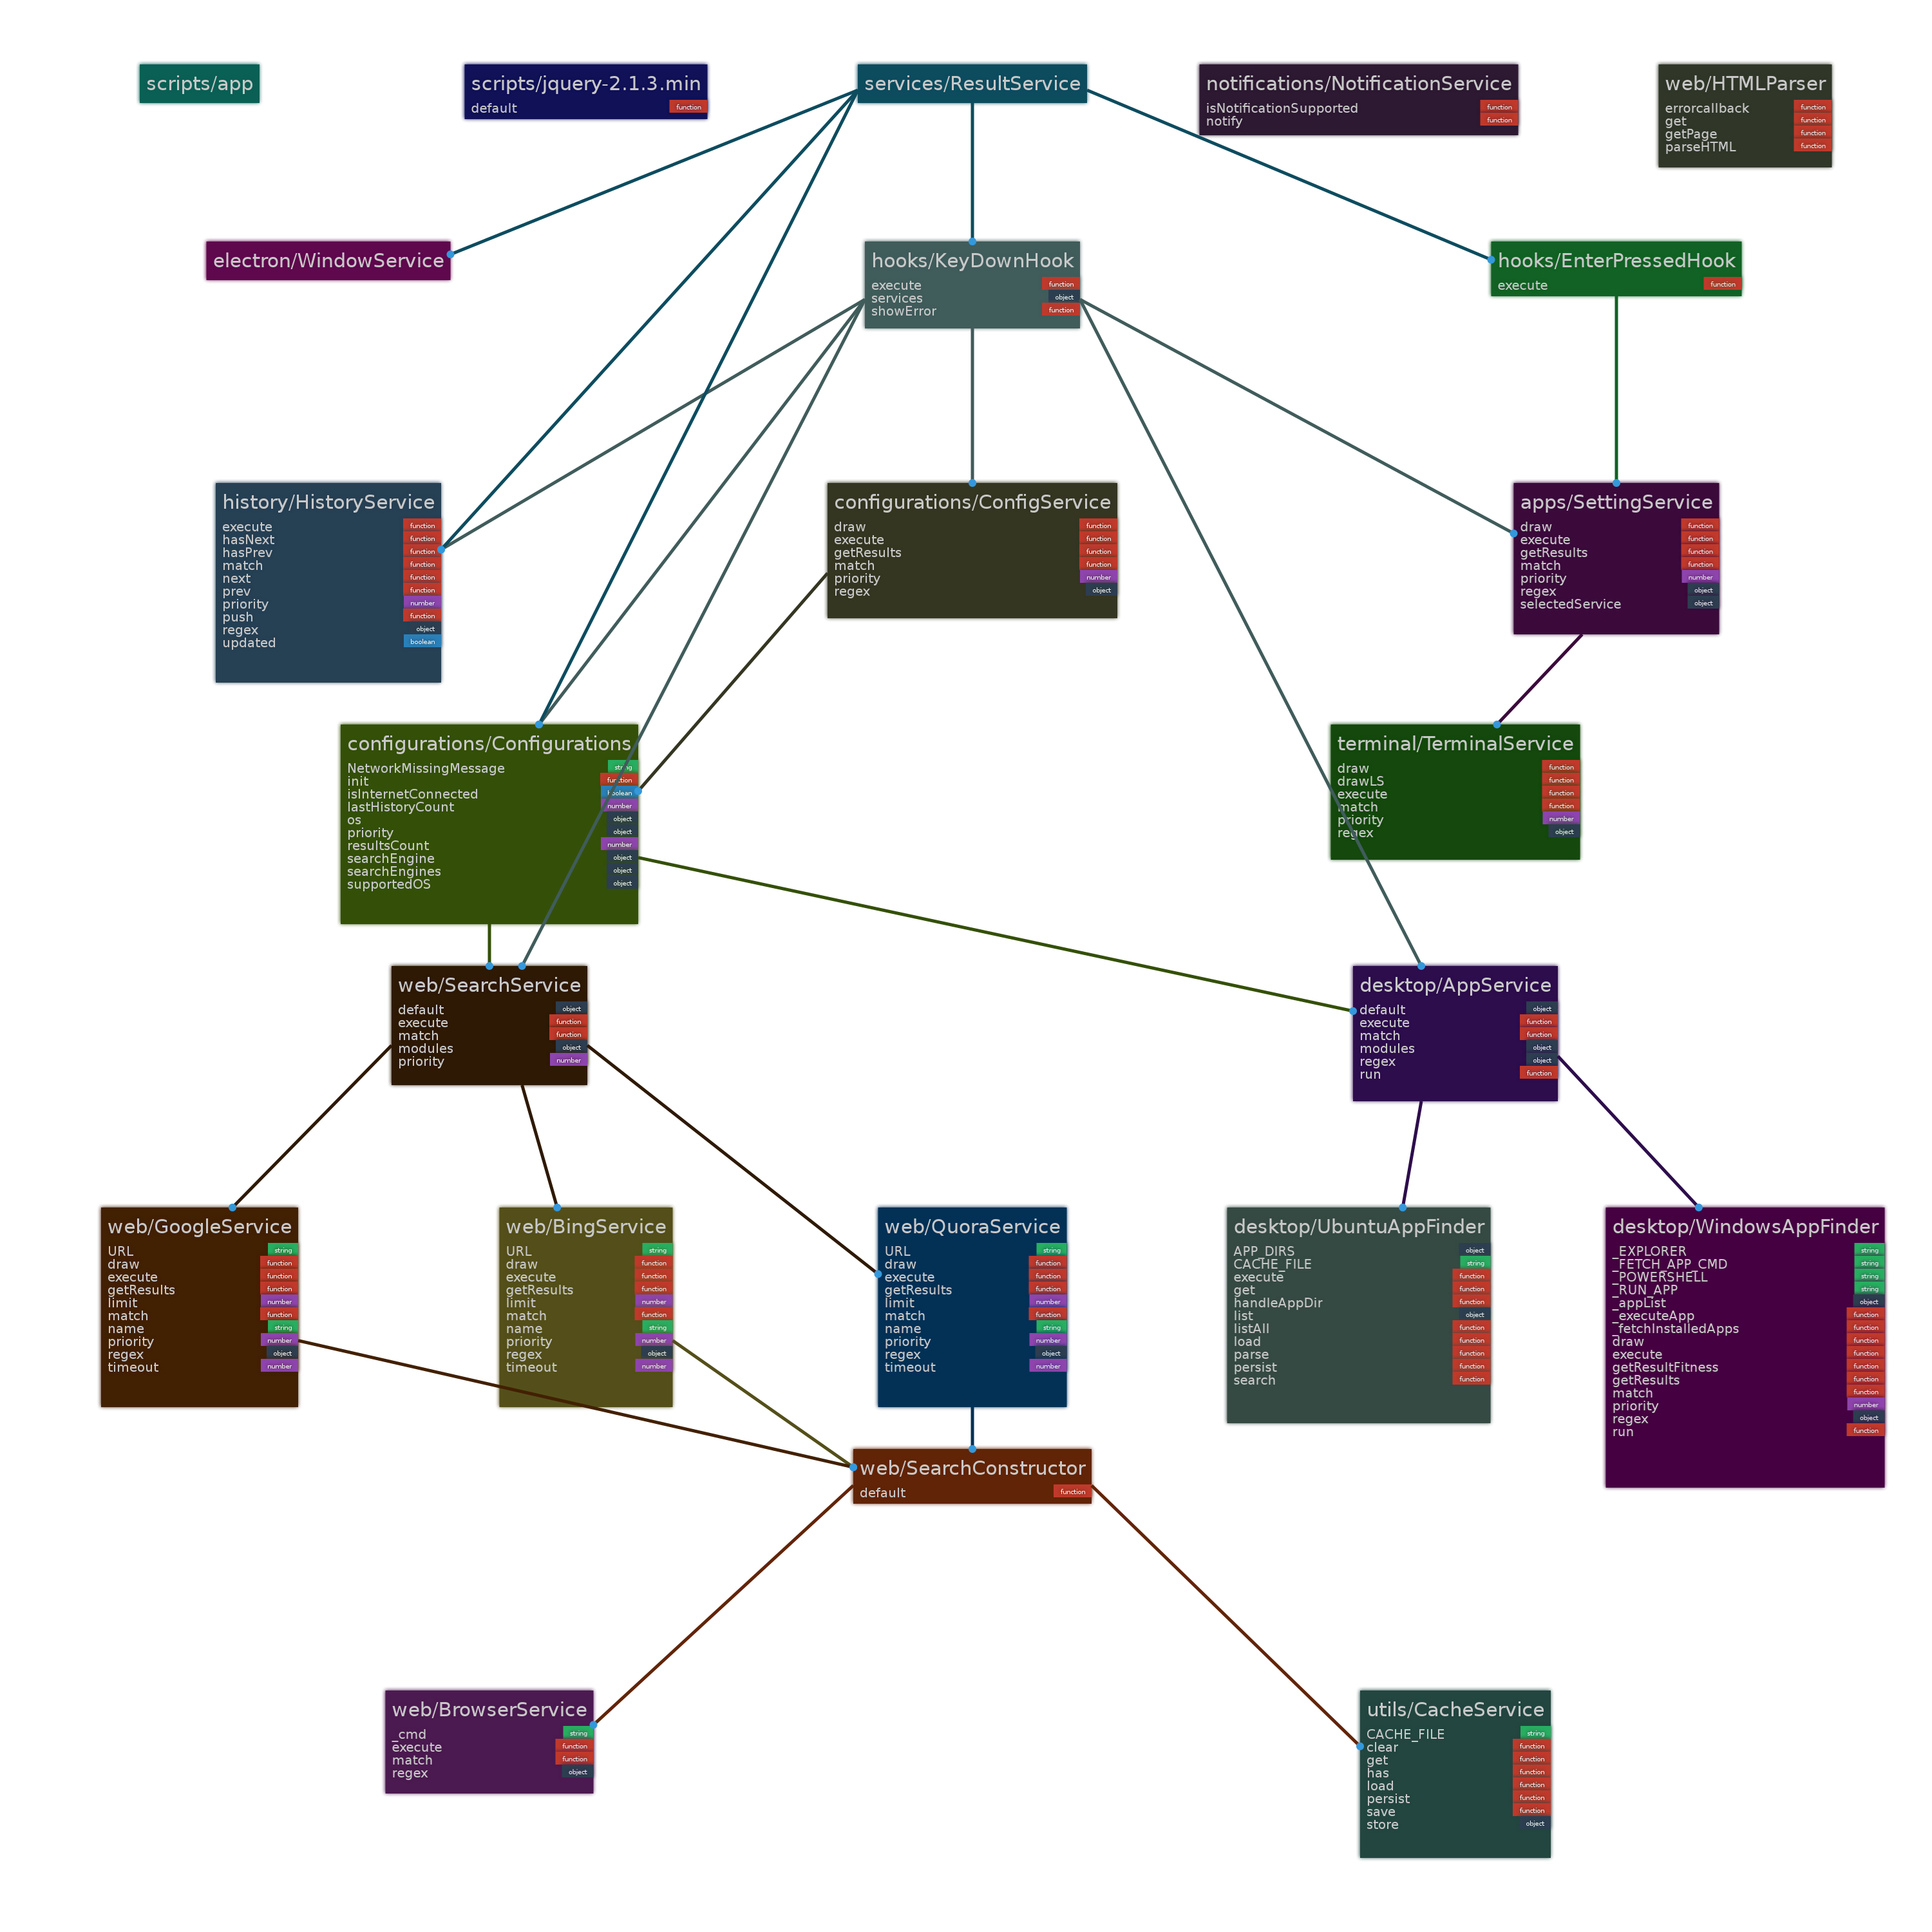 scripts/app
scripts/jquery-2.1.3.min
default function
services/ResultService
notifications/NotificationService
isNotificationSupported function
notify function
web/HTMLParser
errorcallback function
get function
getPage function
parseHTML function
electron/WindowService
hooks/KeyDownHook
execute function
services object
showError function
hooks/EnterPressedHook
execute function
history/HistoryService
execute function
hasNext function
hasPrev function
match function
next function
prev function
priority number
push function
regex object
updated boolean
configurations/ConfigService
draw function
execute function
getResults function
match function
priority number
regex object
apps/SettingService
draw function
execute function
getResults function
match function
priority number
regex object
selectedService object
configurations/Configurations
NetworkMissingMessage string
init function
isInternetConnected boolean
lastHistoryCount number
os object
priority object
resultsCount number
searchEngine object
searchEngines object
supportedOS object
terminal/TerminalService
draw function
drawLS function
execute function
match function
priority number
regex object
web/SearchService
default object
execute function
match function
modules object
priority number
desktop/AppService
default object
execute function
match function
modules object
regex object
run function
web/GoogleService
URL string
draw function
execute function
getResults function
limit number
match function
name string
priority number
regex object
timeout number
web/BingService
URL string
draw function
execute function
getResults function
limit number
match function
name string
priority number
regex object
timeout number
web/QuoraService
URL string
draw function
execute function
getResults function
limit number
match function
name string
priority number
regex object
timeout number
desktop/UbuntuAppFinder
APP_DIRS object
CACHE_FILE string
execute function
get function
handleAppDir function
list object
listAll function
load function
parse function
persist function
search function
desktop/WindowsAppFinder
_EXPLORER string
_FETCH_APP_CMD string
_POWERSHELL string
_RUN_APP string
_appList object
_executeApp function
_fetchInstalledApps function
draw function
execute function
getResultFitness function
getResults function
match function
priority number
regex object
run function
web/SearchConstructor
default function
web/BrowserService
_cmd string
execute function
match function
regex object
utils/CacheService
CACHE_FILE string
clear function
get function
has function
load function
persist function
save function
store object